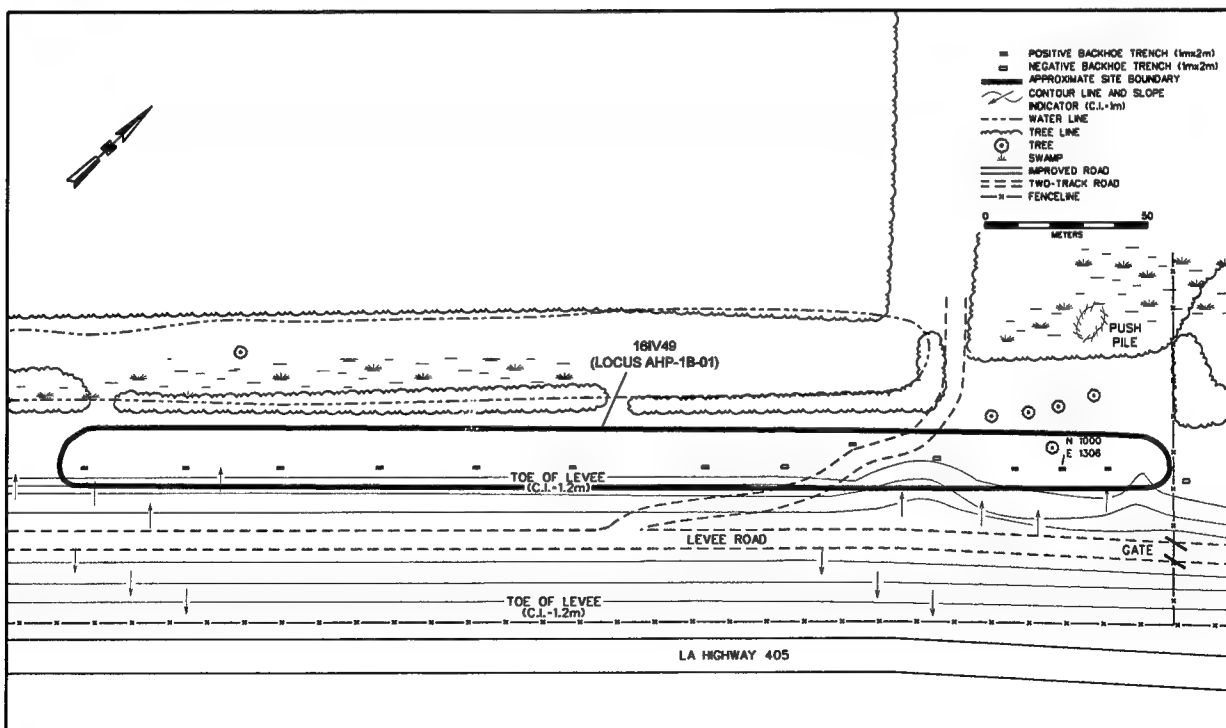 POSITIVE BACKHOE TRENCH (1mx2m)
NEGATIVE BACKHOE TRENCH (1mx2m)
APPROXIMATE SITE BOUNDARY
CONTOUR LINE AND SLOPE
INDICATOR (C.I.-1m)
WATER LINE
TREE LINE
TREE
SWAMP
IMPROVED ROAD
TWO-TRACK ROAD
FENCELINE
0 50
METERS
PUSH
PILE
16IV49
(LOCUS AHP-1B-01)
N 1000
E 1306
TOE OF LEVEE
(C.I.-1.2m)
LEVEE ROAD
GATE
TOE OF LEVEE
(C.I.-1.2m)
LA HIGHWAY 405